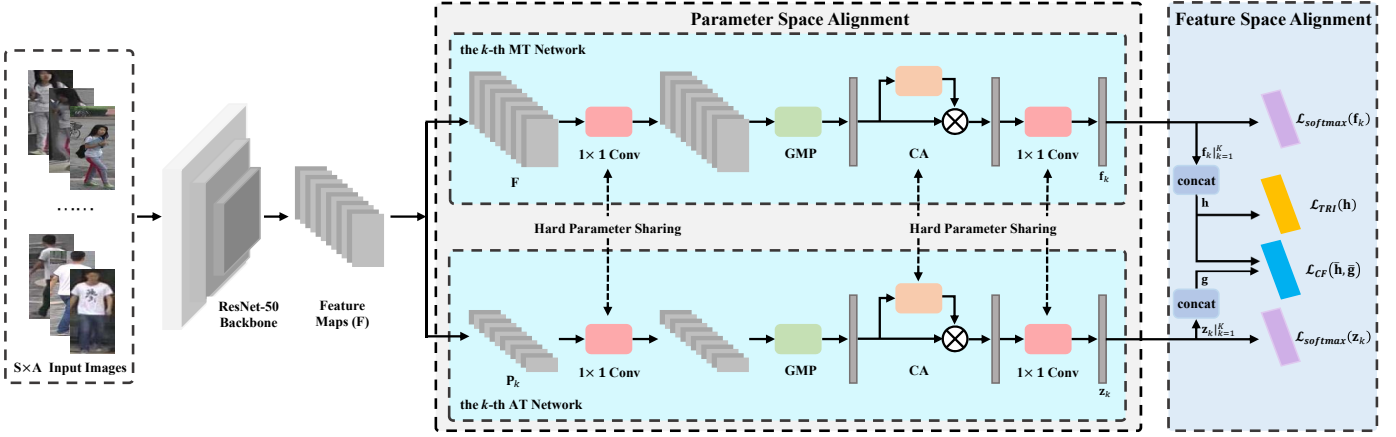 Parameter Space Alignment
Feature Space Alignment
the k-th MT Network
F
1× 1 Conv
GMP
CA
1× 1 Conv
f_k
Hard Parameter Sharing
Hard Parameter Sharing
……
S×A Input Images
ResNet-50
Backbone
Feature
Maps (F)
P_k
1× 1 Conv
GMP
CA
1× 1 Conv
z_k
the k-th AT Network
f_k|_{k=1}^K
concat
h
g
concat
z_k|_{k=1}^K
ℒ_softmax(f_k)
ℒ_TRI(h)
ℒ_CF(h̄, ḡ)
ℒ_softmax(z_k)